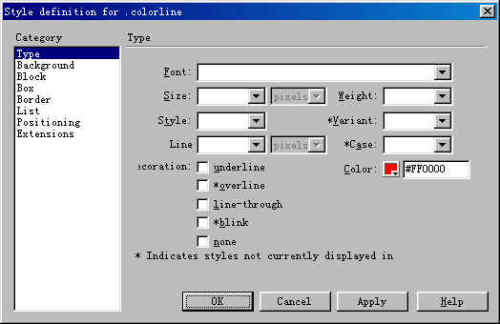 Style definition for .colorline
Category
Type
Type
Background
Block
Box
Border
List
Positioning
Extensions
Font:
Size: pixels Weight:
Style: *Variant:
Line pixels *Case:
coration: underline Color: #FF0000
*overline
line-through
*blink
none
* Indicates styles not currently displayed in
OK Cancel Apply Help